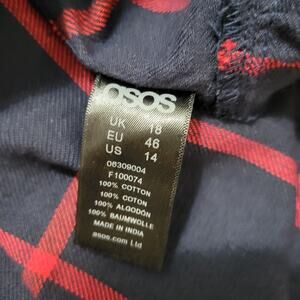 asos
UK 18
EU 46
US 14
06309004
F100074
100% COTTON
100% COTON
100% ALGODÓN
100% BAUMWOLLE
MADE IN INDIA
asos.com Ltd